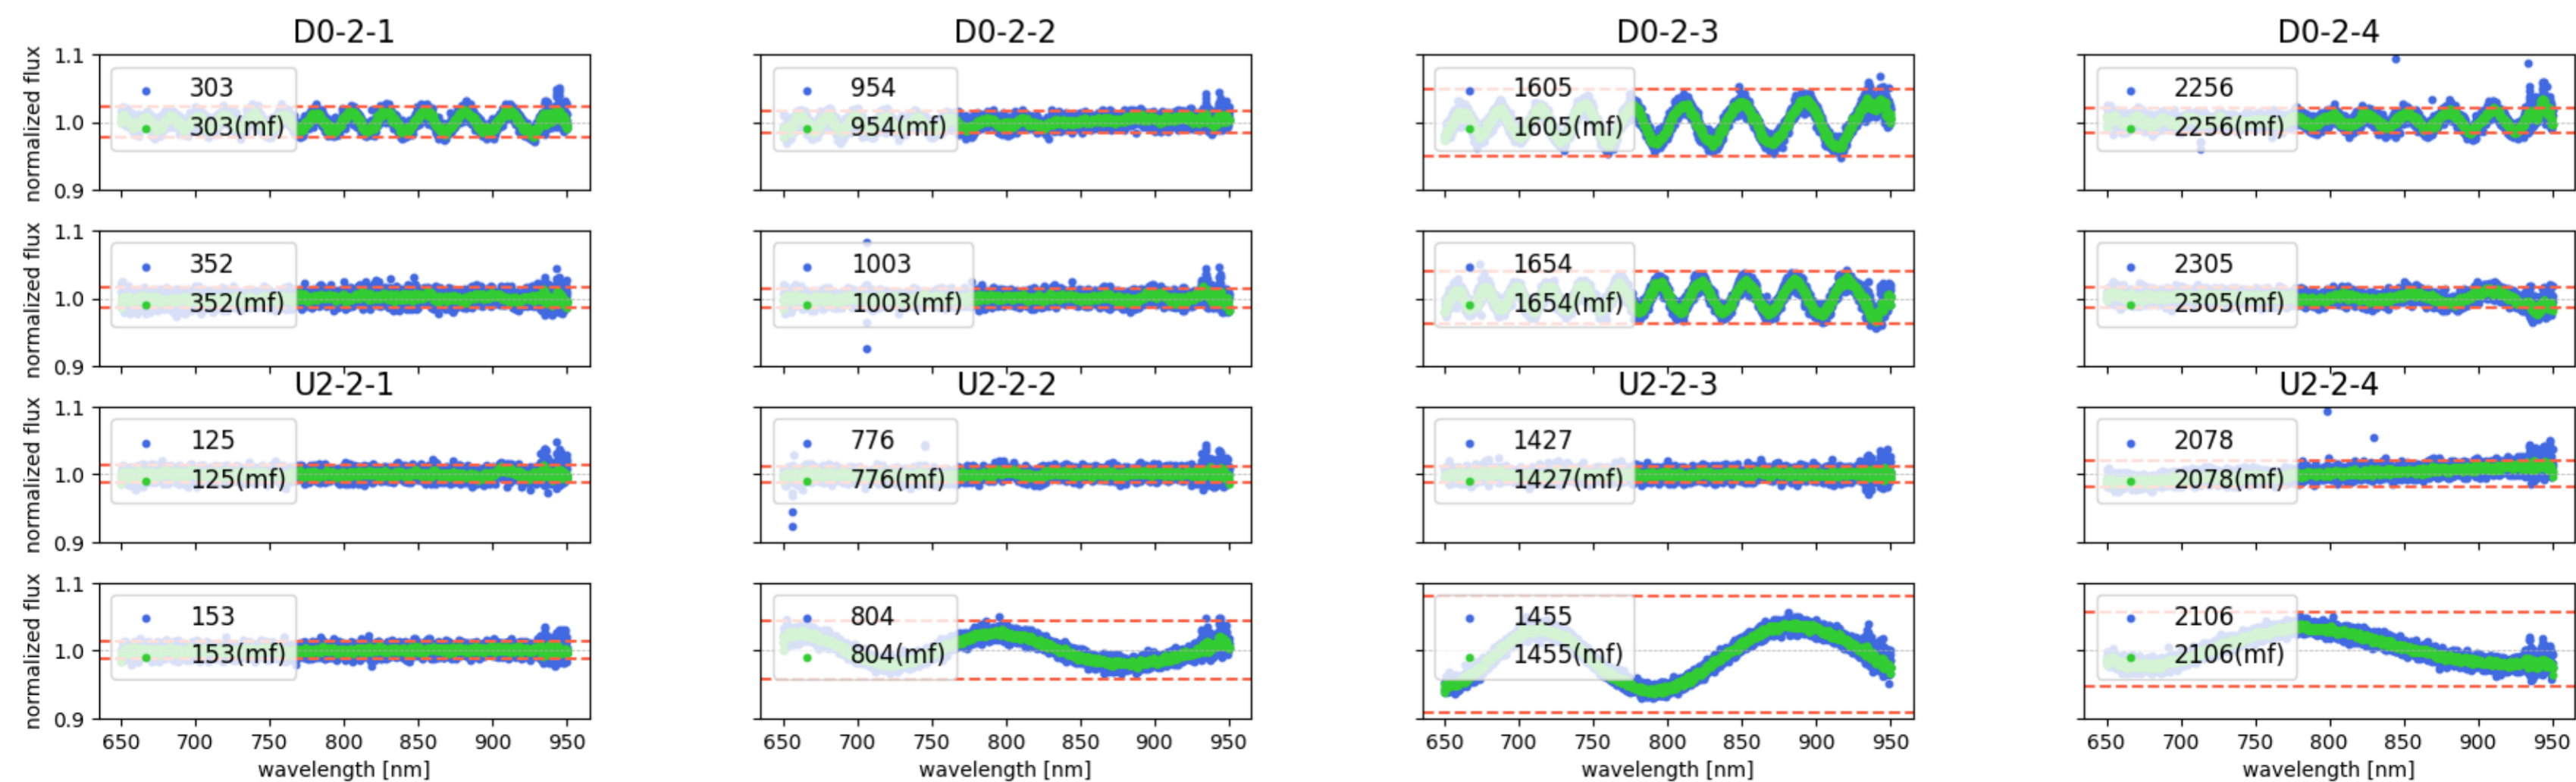 D0-2-1 D0-2-2 D0-2-3 D0-2-4
normalized flux
1.1
1.0
0.9
303
303(mf)
954
954(mf)
1605
1605(mf)
2256
2256(mf)
normalized flux
1.1
1.0
0.9
352
352(mf)
1003
1003(mf)
1654
1654(mf)
2305
2305(mf)
U2-2-1 U2-2-2 U2-2-3 U2-2-4
normalized flux
1.1
1.0
0.9
125
125(mf)
776
776(mf)
1427
1427(mf)
2078
2078(mf)
normalized flux
1.1
1.0
0.9
153
153(mf)
804
804(mf)
1455
1455(mf)
2106
2106(mf)
650 700 750 800 850 900 950 650 700 750 800 850 900 950 650 700 750 800 850 900 950 650 700 750 800 850 900 950
wavelength [nm] wavelength [nm] wavelength [nm] wavelength [nm]